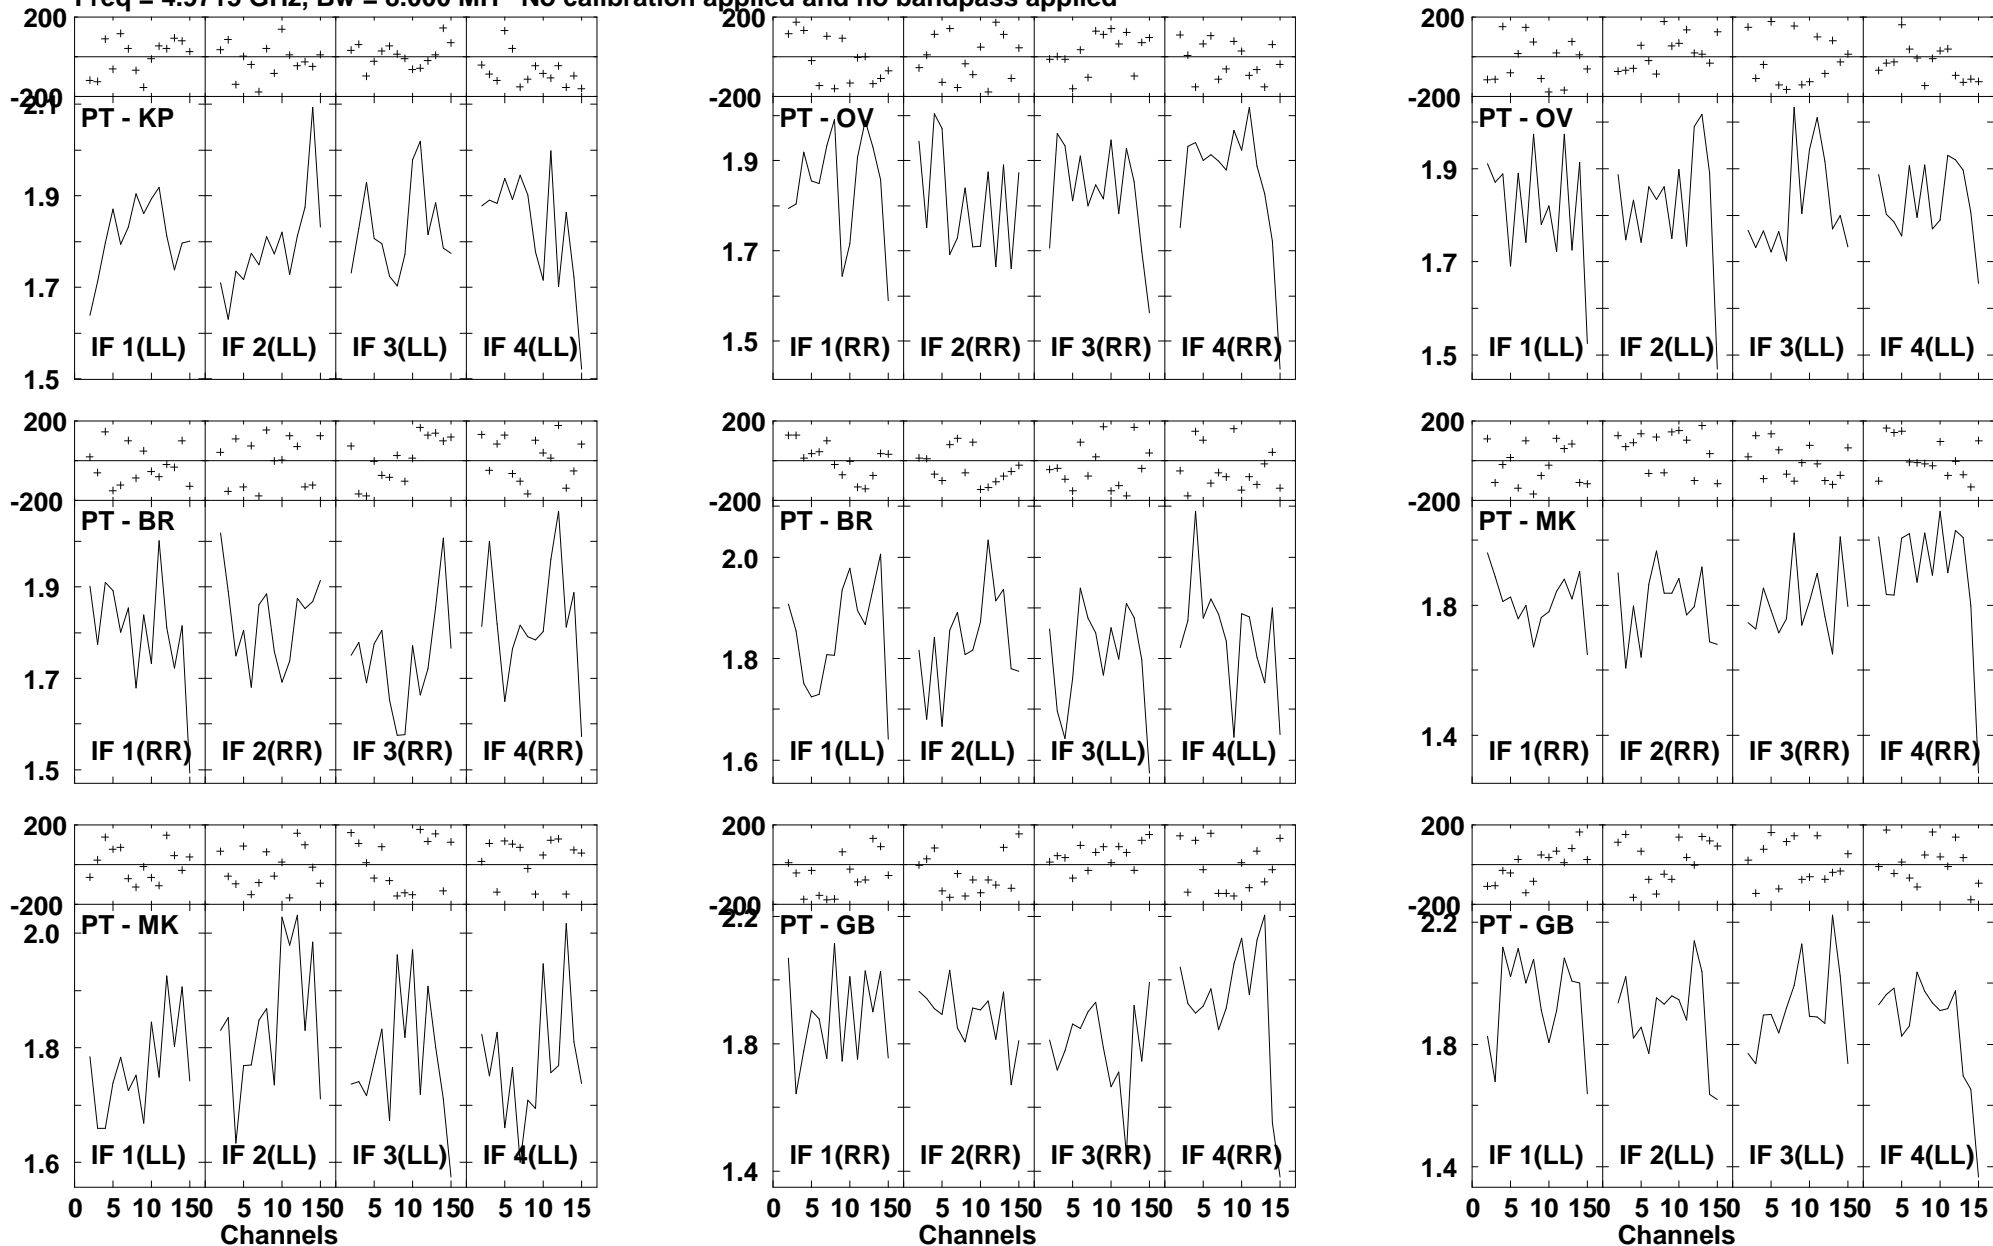 Freq = 4.9715 GHz, Bw = 8.000 MH No calibration applied and no bandpass applied
200 200 200
-200 -200 -200
2.1
PT - KP PT - OV PT - OV
1.9 1.9 1.9
1.7 1.7 1.7
IF 1(LL) IF 2(LL) IF 3(LL) IF 4(LL) IF 1(RR) IF 2(RR) IF 3(RR) IF 4(RR) IF 1(LL) IF 2(LL) IF 3(LL) IF 4(LL)
1.5 1.5 1.5
200 200 200
-200 -200 -200
PT - BR PT - BR PT - MK
1.9 2.0 1.8
1.7 1.8
IF 1(RR) IF 2(RR) IF 3(RR) IF 4(RR) IF 1(LL) IF 2(LL) IF 3(LL) IF 4(LL) IF 1(RR) IF 2(RR) IF 3(RR) IF 4(RR)
1.5 1.6 1.4
200 200 200
-200 -200 -200
2.0 2.2 2.2
PT - MK PT - GB PT - GB
1.8 1.8 1.8
IF 1(LL) IF 2(LL) IF 3(LL) IF 4(LL) IF 1(RR) IF 2(RR) IF 3(RR) IF 4(RR) IF 1(LL) IF 2(LL) IF 3(LL) IF 4(LL)
1.6 1.4 1.4
0 5 10 150 5 10 150 5 10 150 5 10 15 0 5 10 150 5 10 150 5 10 150 5 10 15 0 5 10 150 5 10 150 5 10 150 5 10 15
Channels Channels Channels